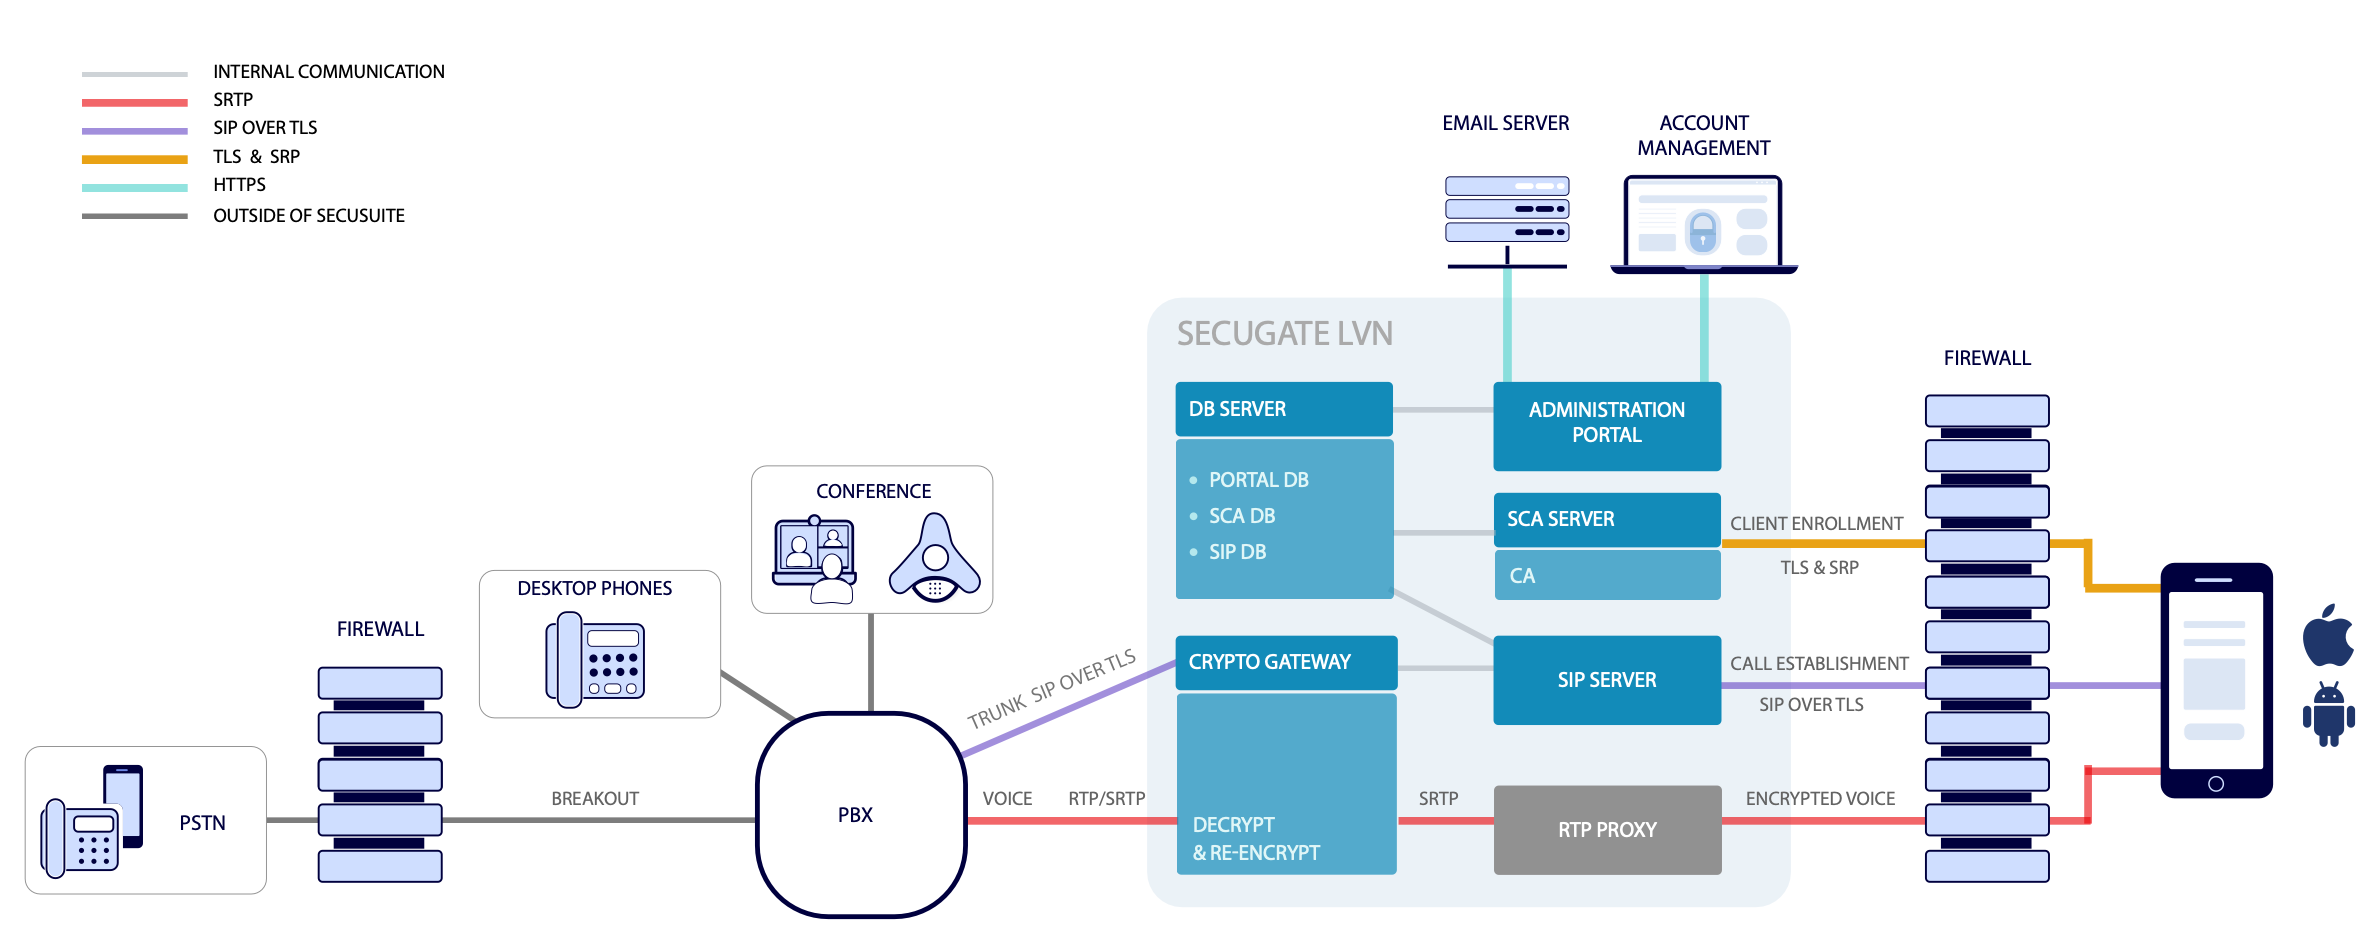 INTERNAL COMMUNICATION
SRTP
SIP OVER TLS
TLS & SRP
HTTPS
OUTSIDE OF SECUSUITE
EMAIL SERVER
ACCOUNT
MANAGEMENT
SECUGATE LVN
DB SERVER
PORTAL DB
SCA DB
SIP DB
ADMINISTRATION
PORTAL
SCA SERVER
CA
CLIENT ENROLLMENT
TLS & SRP
FIREWALL
CONFERENCE
DESKTOP PHONES
FIREWALL
TRUNK SIP OVER TLS
CRYPTO GATEWAY
SIP SERVER
CALL ESTABLISHMENT
SIP OVER TLS
PSTN
BREAKOUT
PBX
VOICE RTP/SRTP
DECRYPT
& RE-ENCRYPT
SRTP
RTP PROXY
ENCRYPTED VOICE